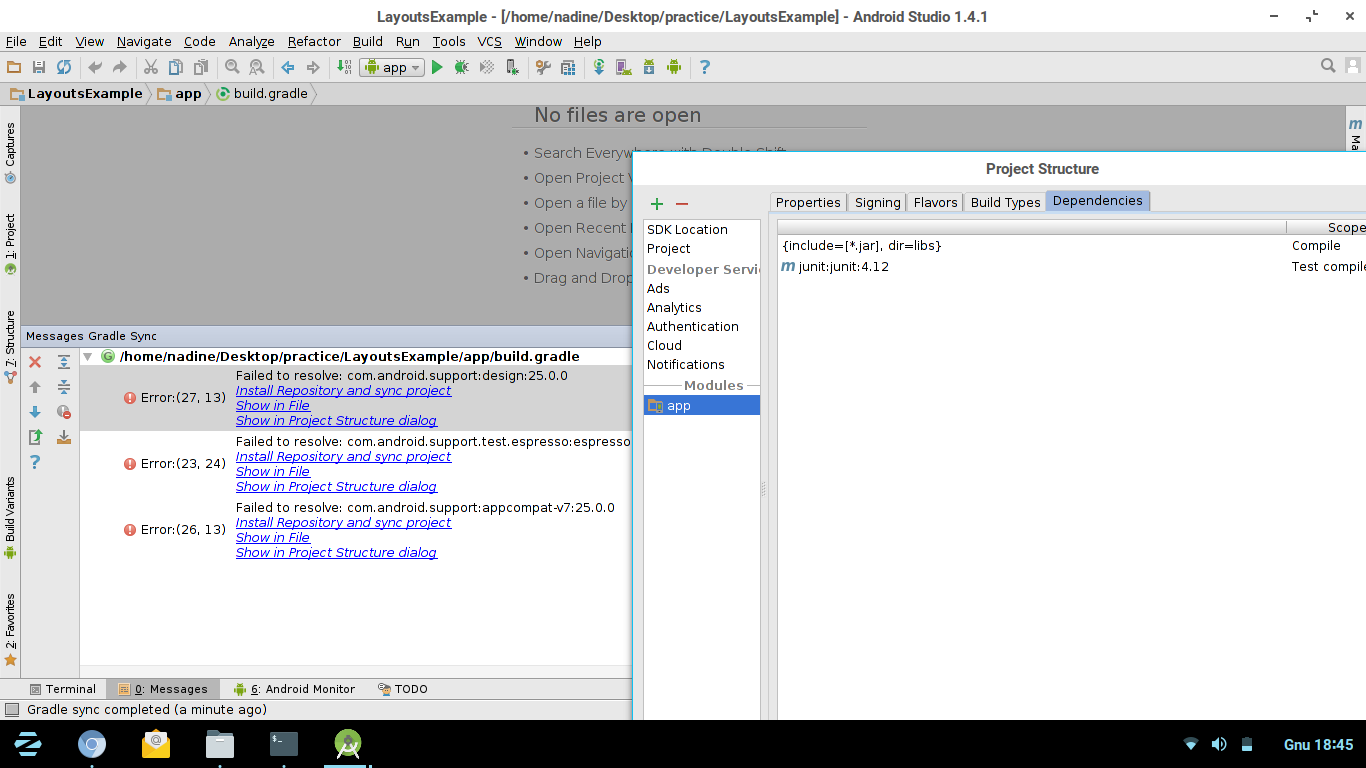 LayoutsExample - [/home/nadine/Desktop/practice/LayoutsExample] - Android Studio 1.4.1
File Edit View Navigate Code Analyze Refactor Build Run Tools VCS Window Help
app
LayoutsExample app build.gradle
Captures
1: Project
7: Structure
Build Variants
2: Favorites
No files are open
• Search Everywhere with Double Shift
• Open Project
• Open a file by
• Open Recent
• Open Navigati
• Drag and Drop
m
Ma
Messages Gradle Sync
/home/nadine/Desktop/practice/LayoutsExample/app/build.gradle
Error:(27, 13) Failed to resolve: com.android.support:design:25.0.0
Install Repository and sync project
Show in File
Show in Project Structure dialog
Error:(23, 24) Failed to resolve: com.android.support.test.espresso:espresso
Install Repository and sync project
Show in File
Show in Project Structure dialog
Error:(26, 13) Failed to resolve: com.android.support:appcompat-v7:25.0.0
Install Repository and sync project
Show in File
Show in Project Structure dialog
Project Structure
SDK Location
Project
Developer Servi
Ads
Analytics
Authentication
Cloud
Notifications
Modules
app
Properties Signing Flavors Build Types Dependencies
Scope
{include=[*.jar], dir=libs} Compile
m junit:junit:4.12 Test compile
Terminal 0: Messages 6: Android Monitor TODO
Gradle sync completed (a minute ago)
Gnu 18:45